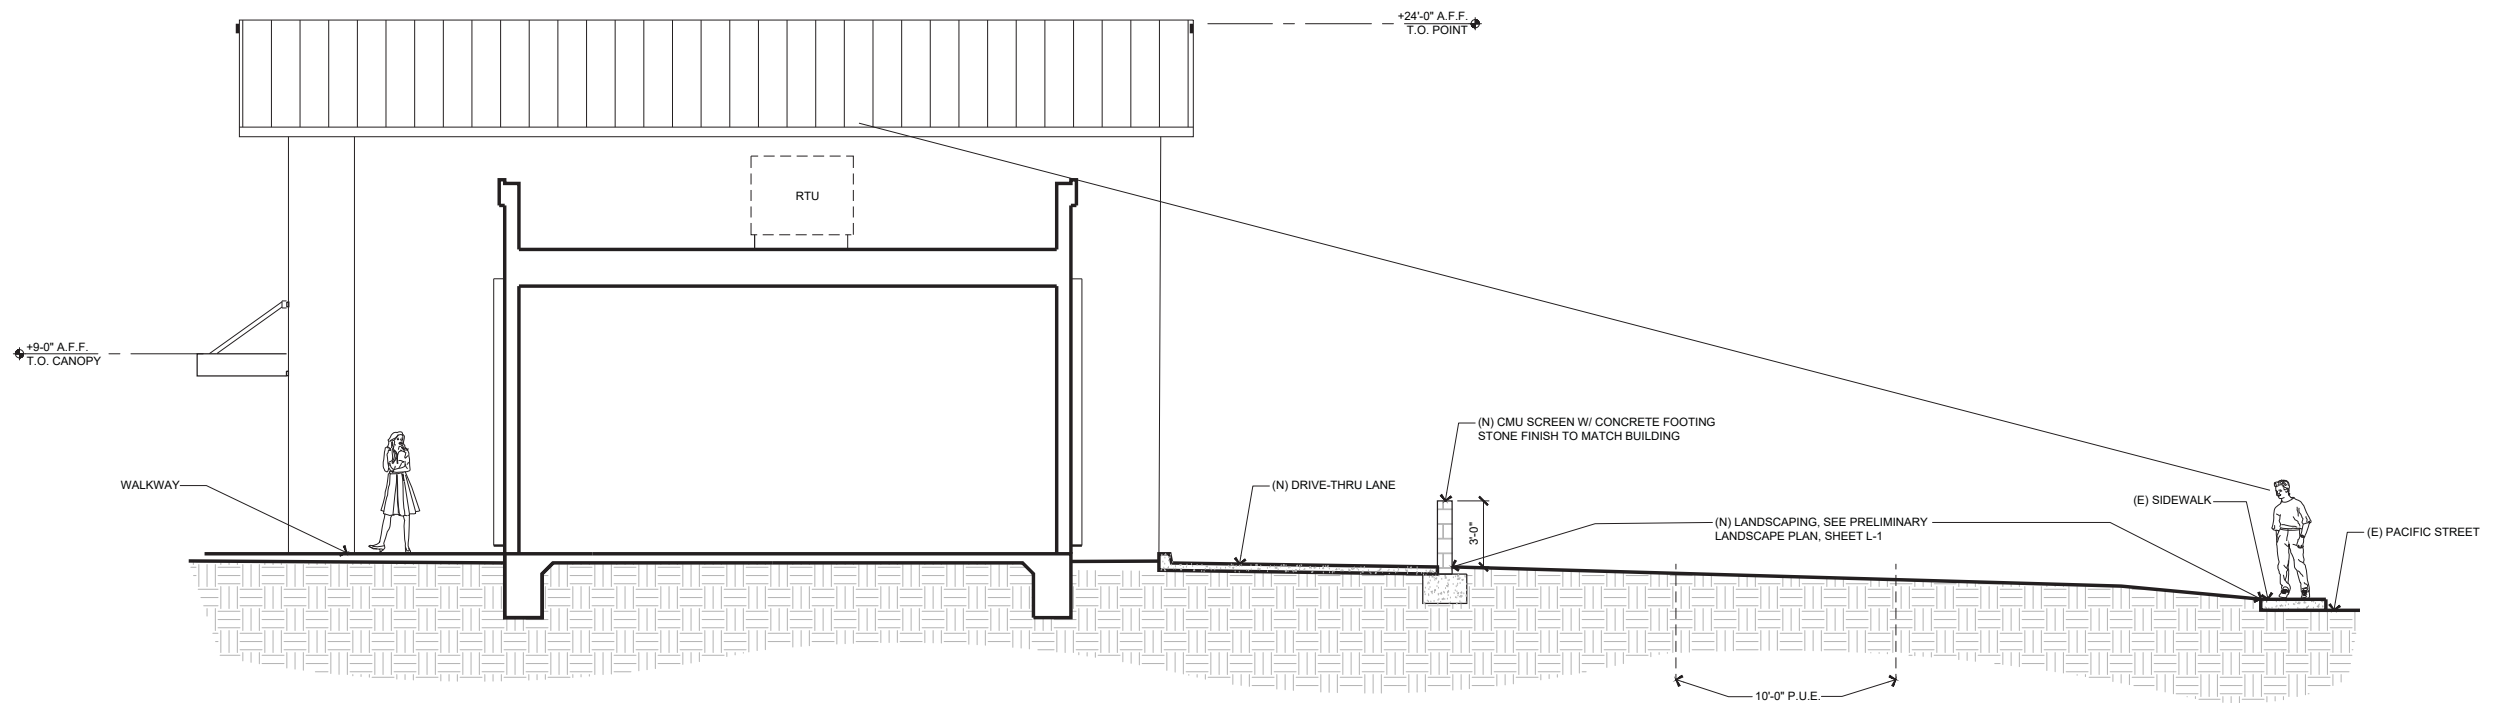 +24'-0" A.F.F.
T.O. POINT
RTU
+9-0" A.F.F.
T.O. CANOPY
(N) CMU SCREEN W/ CONCRETE FOOTING
STONE FINISH TO MATCH BUILDING
WALKWAY
(N) DRIVE-THRU LANE
3'-0"
(E) SIDEWALK
(N) LANDSCAPING, SEE PRELIMINARY
LANDSCAPE PLAN, SHEET L-1
(E) PACIFIC STREET
10'-0" P.U.E.